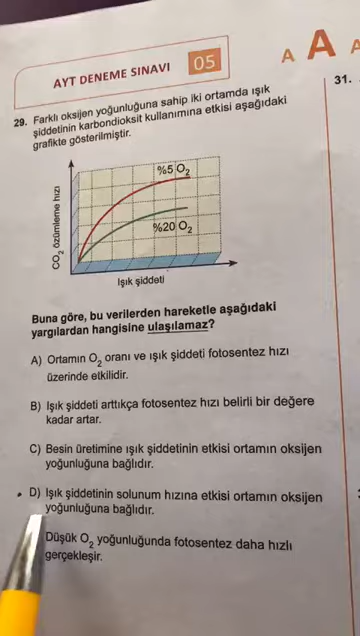 AYT DENEME SINAVI 05
A A A
29. Farklı oksijen yoğunluğuna sahip iki ortamda ışık
şiddetinin karbondioksit kullanımına etkisi aşağıdaki
grafikte gösterilmiştir.
31.
CO2 özümleme hızı
%5 O2
%20 O2
Işık şiddeti
Buna göre, bu verilerden hareketle aşağıdaki
yargılardan hangisine ulaşılamaz?
A) Ortamın O2 oranı ve ışık şiddeti fotosentez hızı
üzerinde etkilidir.
B) Işık şiddeti arttıkça fotosentez hızı belirli bir değere
kadar artar.
C) Besin üretimine ışık şiddetinin etkisi ortamın oksijen
yoğunluğuna bağlıdır.
D) Işık şiddetinin solunum hızına etkisi ortamın oksijen
yoğunluğuna bağlıdır.
Düşük O2 yoğunluğunda fotosentez daha hızlı
gerçekleşir.